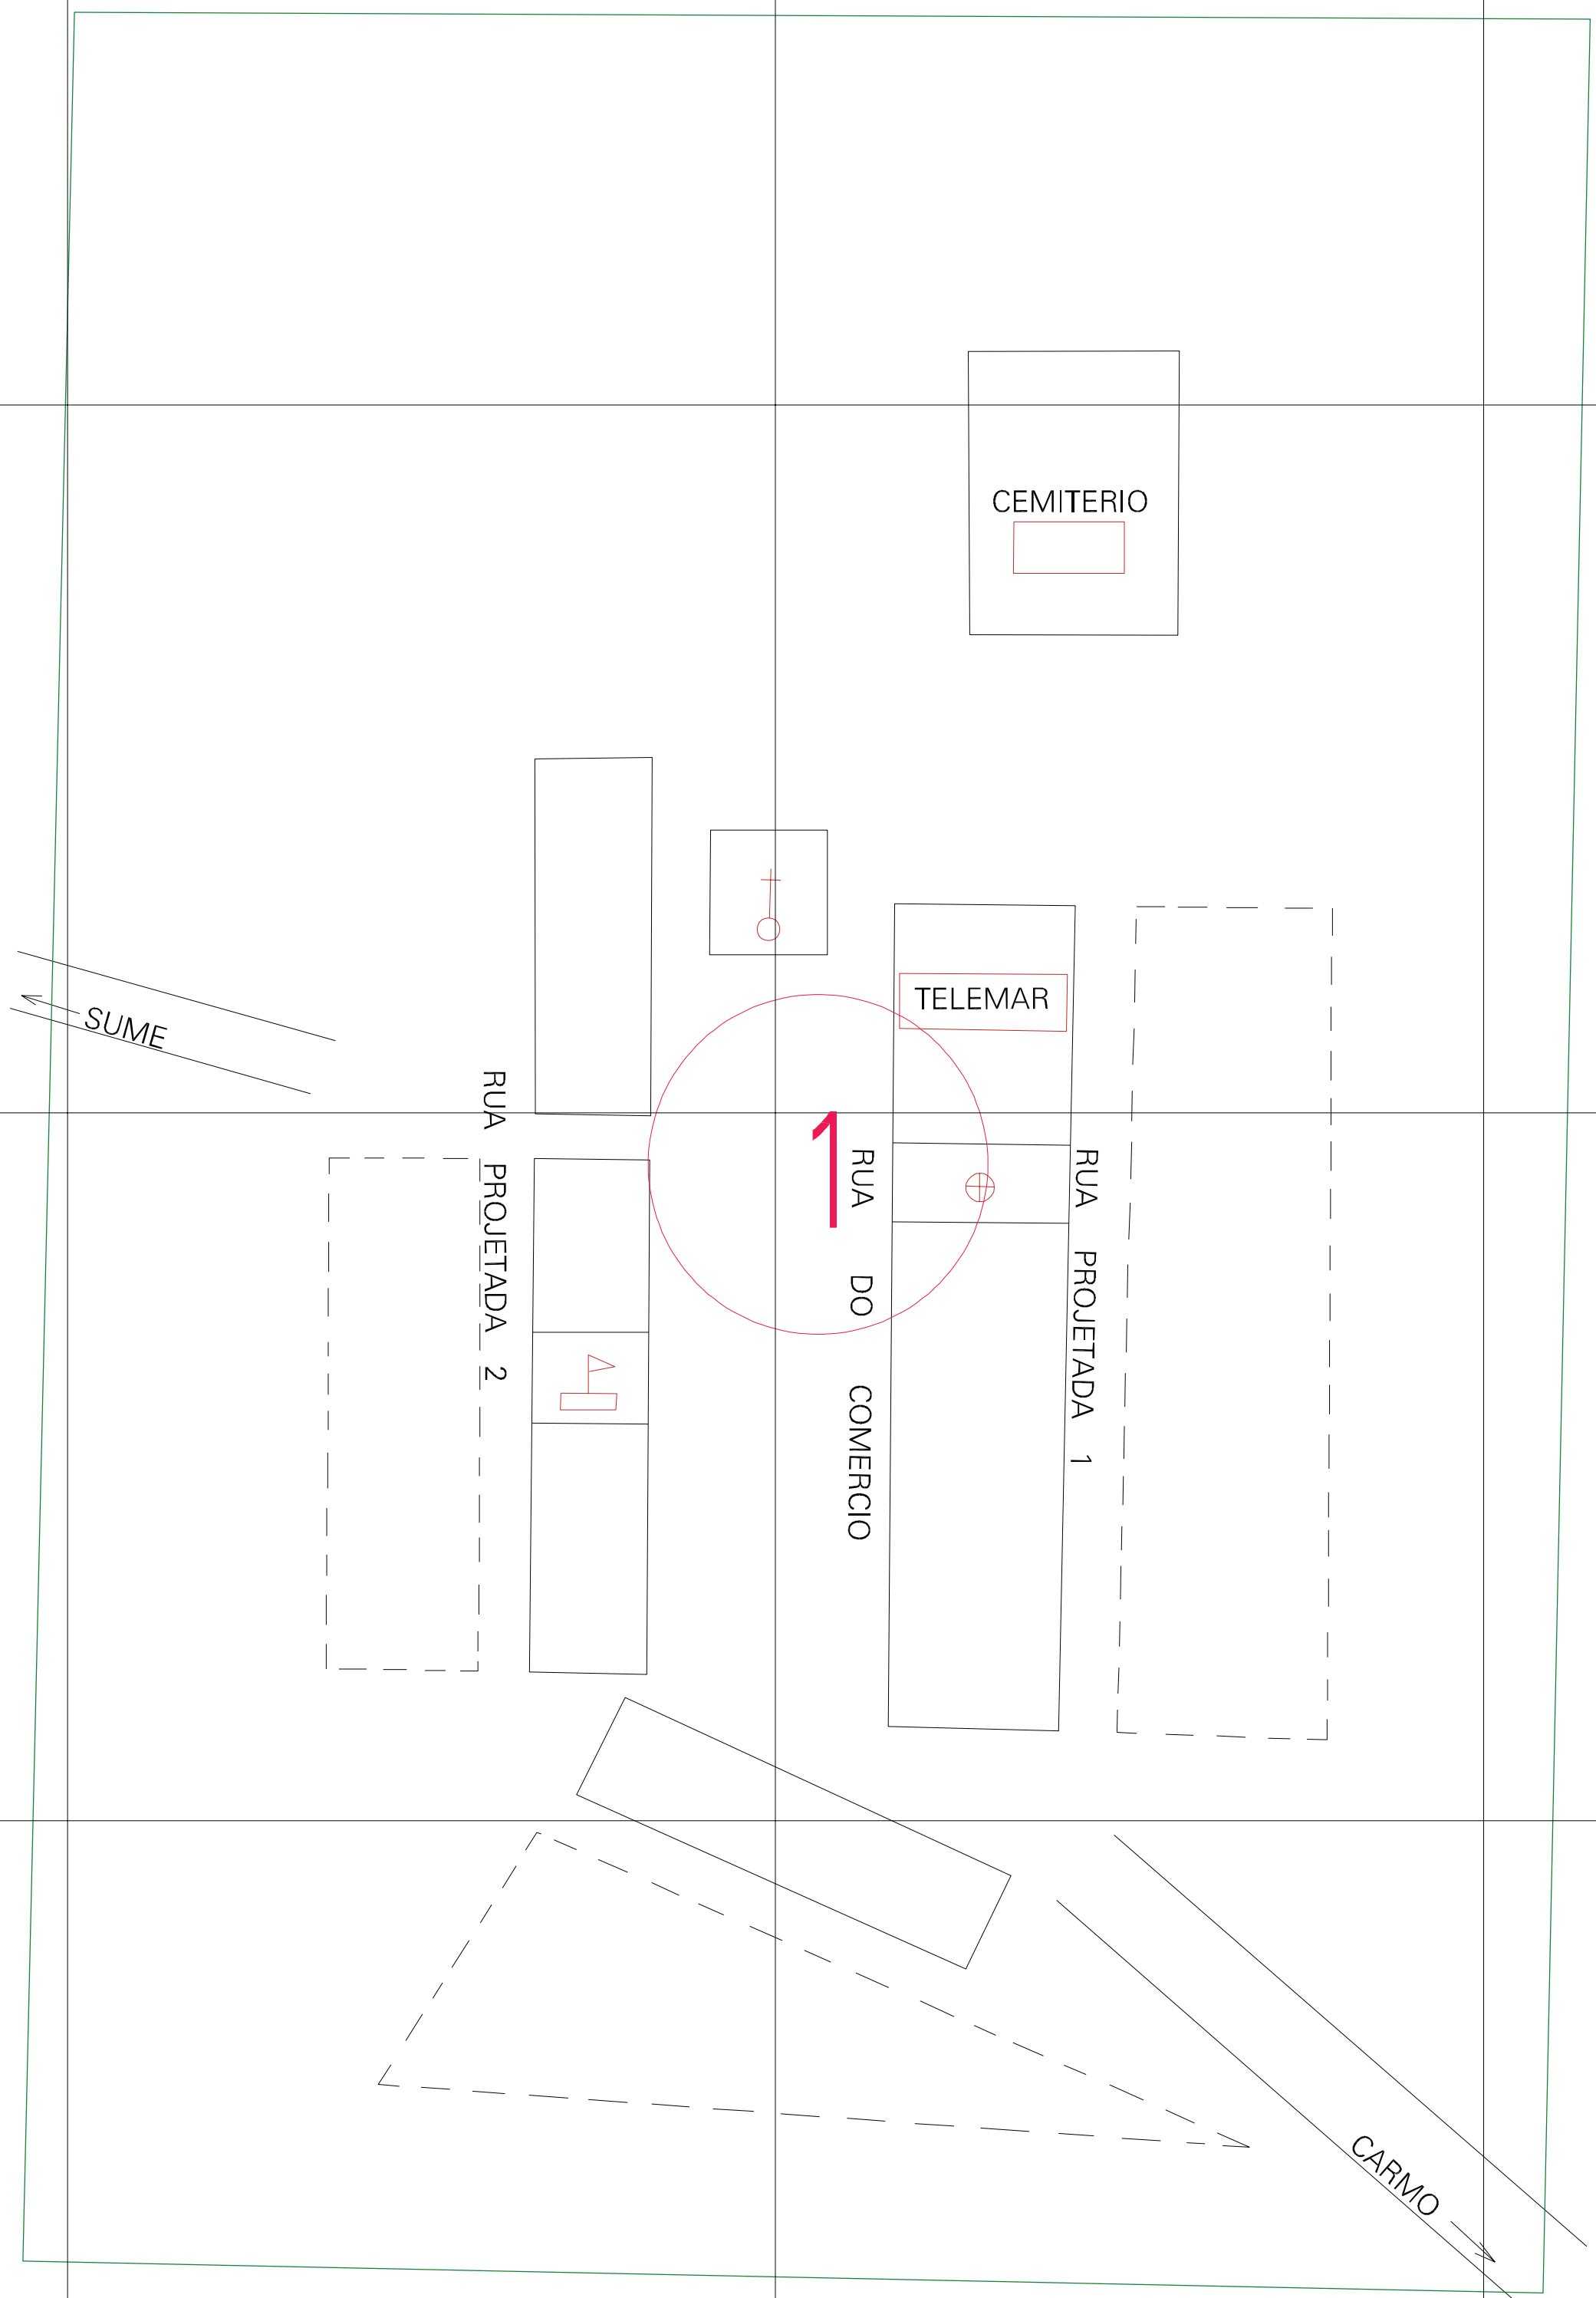 CEMITERIO
TELEMAR
SUME
RUA PROJETADA 2
1
RUA DO COMERCIO
RUA PROJETADA 1
CARMO